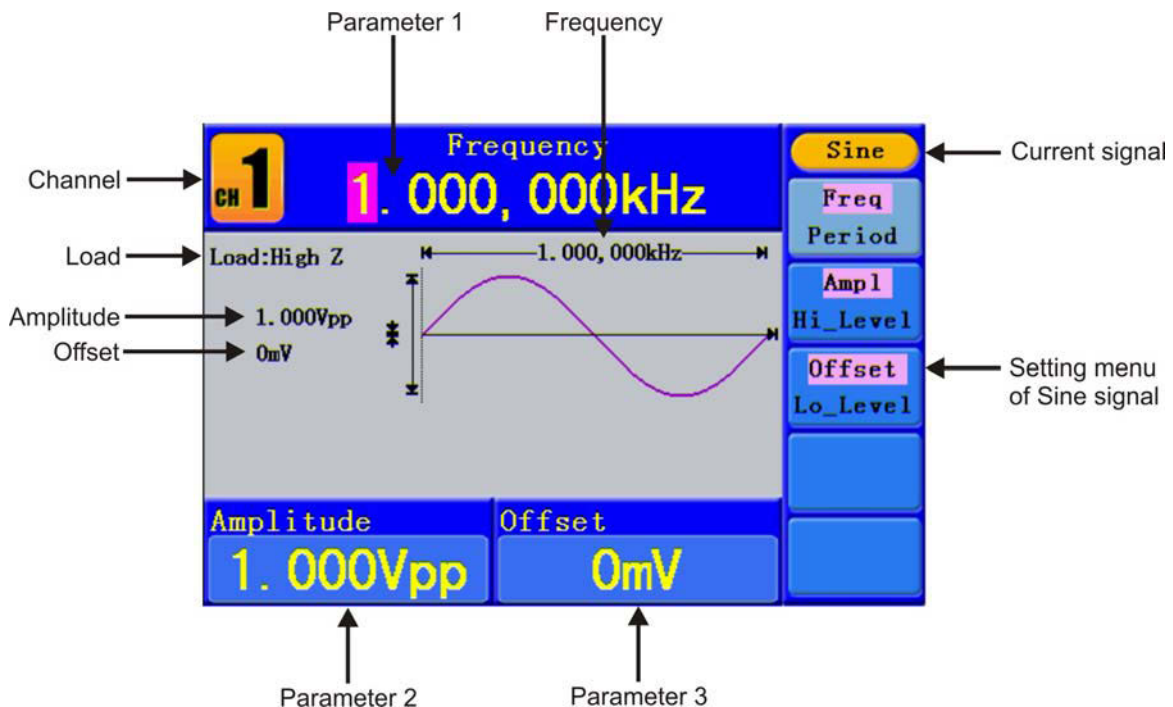 Parameter 1
Frequency
Frequency
CH 1
1.000,000kHz
Sine
Current signal
Channel
Freq
Period
Load
Load:High Z
1.000,000kHz
Ampl
Hi_Level
Amplitude
1.000Vpp
Offset
0mV
Offset
Lo_Level
Setting menu
of Sine signal
Amplitude
Offset
1.000Vpp
0mV
Parameter 2
Parameter 3